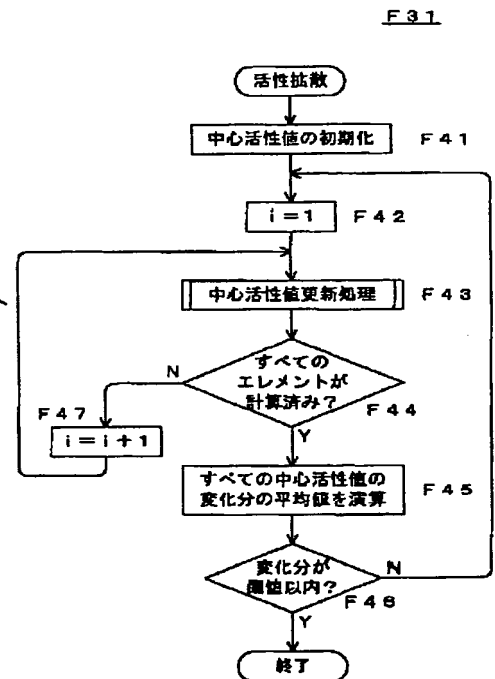 F31
活性拡散
中心活性値の初期化 F41
i=1 F42
中心活性値更新処理 F43
すべての
エレメントが
計算済み?
F44
N
Y
F47
i=i+1
すべての中心活性値の
変化分の平均値を演算
F45
変化分が
閾値以内?
F46
N
Y
終了